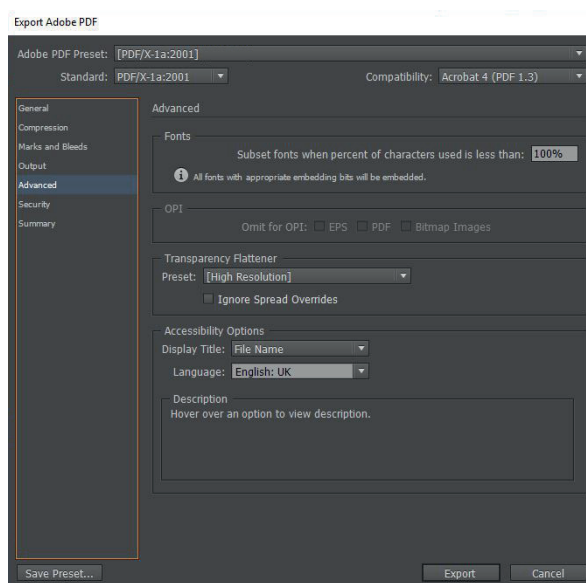 Export Adobe PDF
Adobe PDF Preset: [PDF/X-1a:2001]
Standard: PDF/X-1a:2001 Compatibility: Acrobat 4 (PDF 1.3)
General
Compression
Marks and Bleeds
Output
Advanced
Security
Summary
Advanced
Fonts
Subset fonts when percent of characters used is less than: 100%
All fonts with appropriate embedding bits will be embedded.
OPI
Omit for OPI: EPS PDF Bitmap Images
Transparency Flattener
Preset: [High Resolution]
Ignore Spread Overrides
Accessibility Options
Display Title: File Name
Language: English: UK
Description
Hover over an option to view description.
Save Preset... Export Cancel